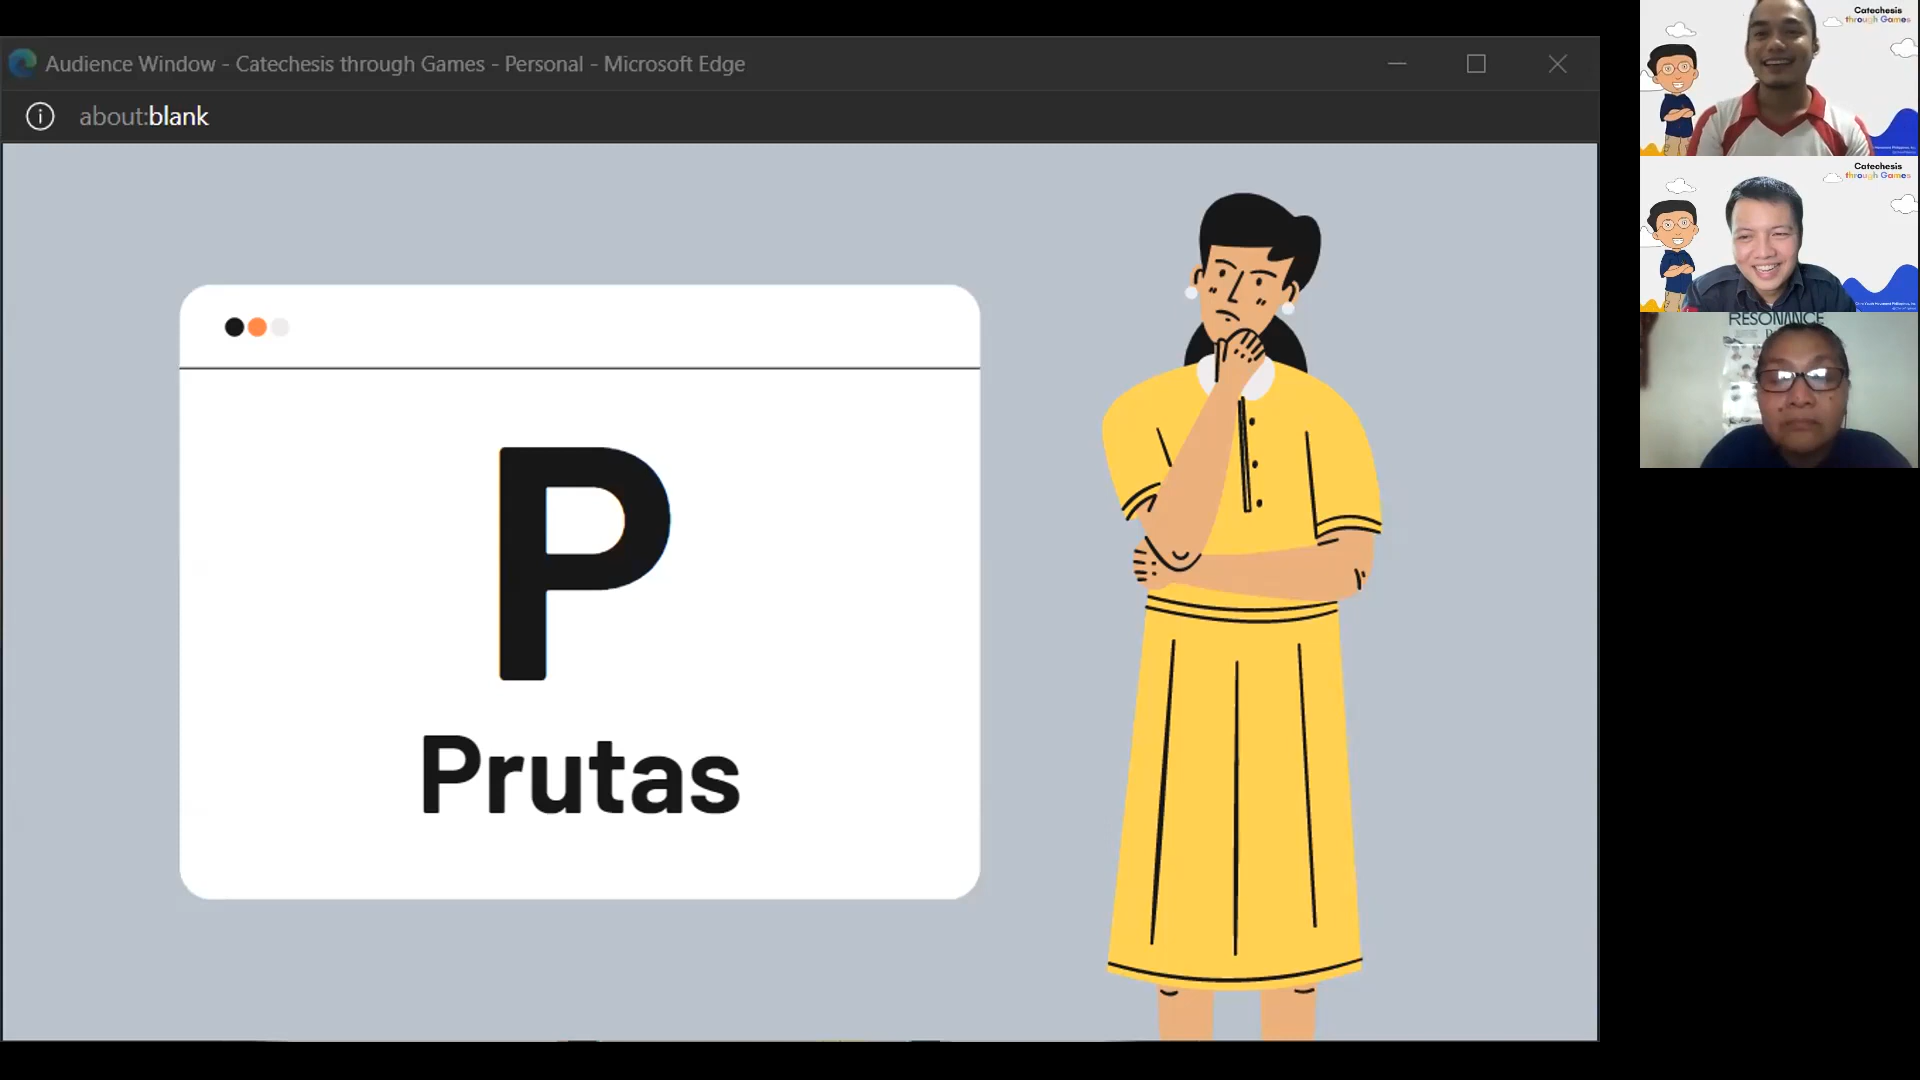 Audience Window - Catechesis through Games - Personal - Microsoft Edge
about:blank
P
Prutas
Catechesis
through Games
Catechesis
through Games
RESONANCE